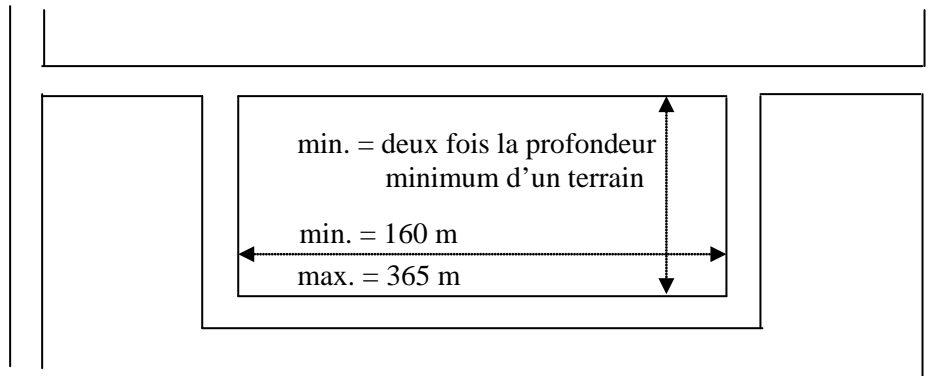 min. = deux fois la profondeur
minimum d'un terrain
min. = 160 m
max. = 365 m